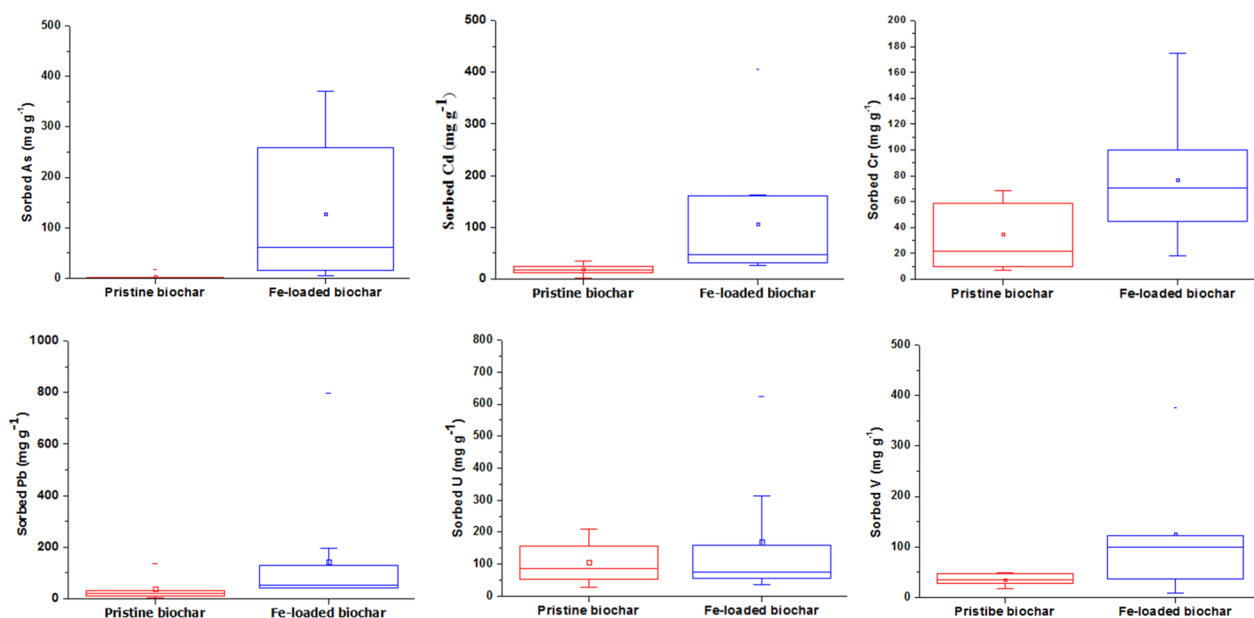 Sorbed As (mg g⁻¹)
500
400
300
200
100
0
Pristine biochar
Fe-loaded biochar
Sorbed Cd (mg g⁻¹)
500
400
300
200
100
0
Pristine biochar
Fe-loaded biochar
Sorbed Cr (mg g⁻¹)
200
180
160
140
120
100
80
60
40
20
0
Pristine biochar
Fe-loaded biochar
Sorbed Pb (mg g⁻¹)
1000
800
600
400
200
0
Pristine biochar
Fe-loaded biochar
Sorbed U (mg g⁻¹)
800
700
600
500
400
300
200
100
0
Pristine biochar
Fe-loaded biochar
Sorbed V (mg g⁻¹)
500
400
300
200
100
0
Pristibe biochar
Fe-loaded biochar